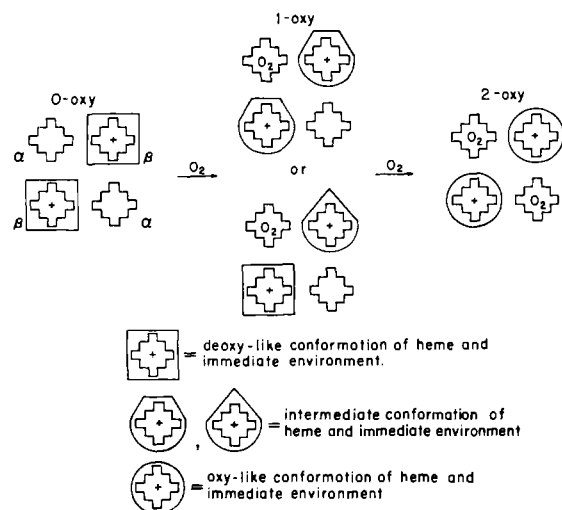 1-oxy
O2
+
0-oxy
+
2-oxy
α
+
β
O2
O2
O2
+
or
β
+
α
+
O2
O2
+
+
+ = deoxy-like conformation of heme and
immediate environment.
+ , + = intermediate conformation of
heme and immediate environment
+ = oxy-like conformation of heme and
immediate environment